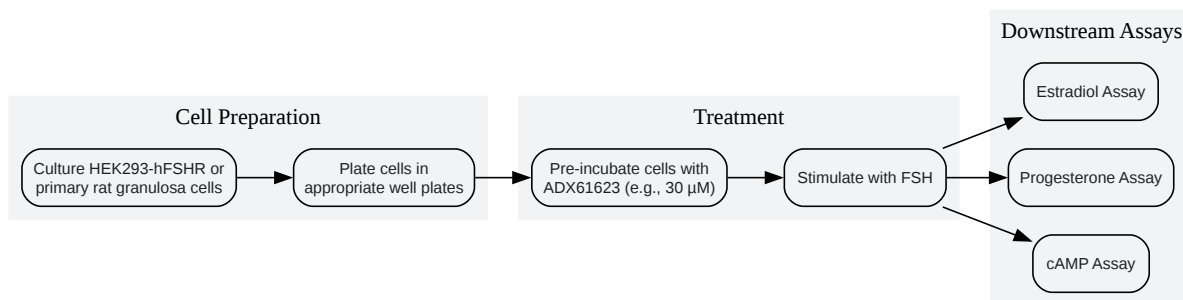 Cell Preparation
Culture HEK293-hFSHR or
primary rat granulosa cells
Plate cells in
appropriate well plates
Treatment
Pre-incubate cells with
ADX61623 (e.g., 30 µM)
Stimulate with FSH
Downstream Assays
Estradiol Assay
Progesterone Assay
cAMP Assay